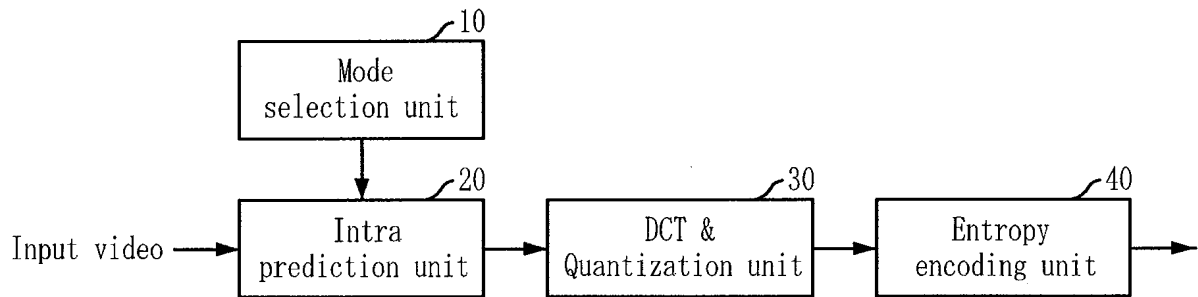 10
Mode
selection unit
20
30
40
Input video
Intra
prediction unit
DCT &
Quantization unit
Entropy
encoding unit